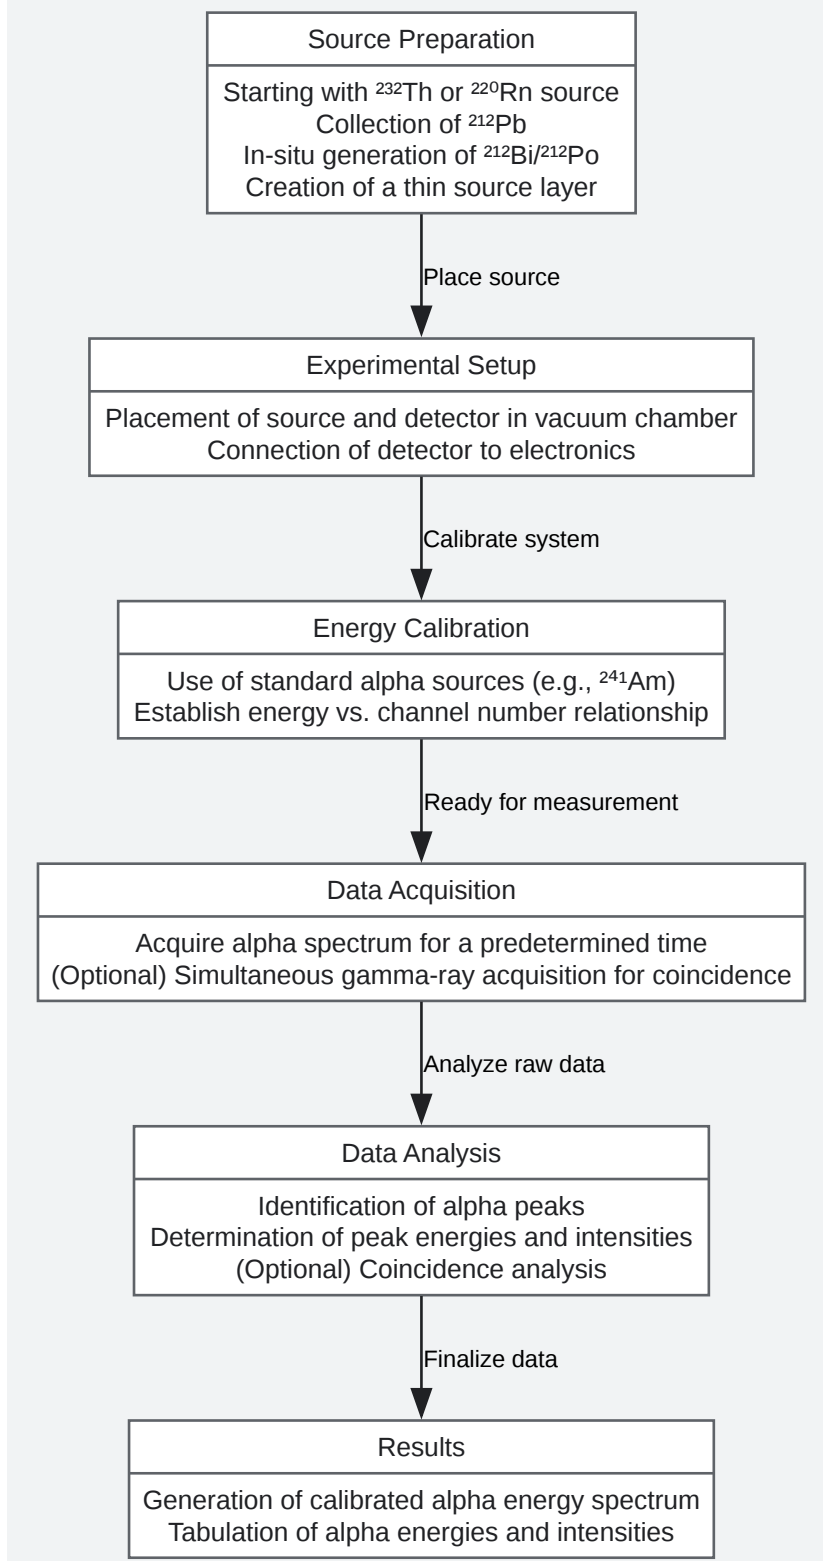 Source Preparation
Starting with ²³²Th or ²²⁰Rn source
Collection of ²¹²Pb
In-situ generation of ²¹²Bi/²¹²Po
Creation of a thin source layer
Place source
Experimental Setup
Placement of source and detector in vacuum chamber
Connection of detector to electronics
Calibrate system
Energy Calibration
Use of standard alpha sources (e.g., ²⁴¹Am)
Establish energy vs. channel number relationship
Ready for measurement
Data Acquisition
Acquire alpha spectrum for a predetermined time
(Optional) Simultaneous gamma-ray acquisition for coincidence
Analyze raw data
Data Analysis
Identification of alpha peaks
Determination of peak energies and intensities
(Optional) Coincidence analysis
Finalize data
Results
Generation of calibrated alpha energy spectrum
Tabulation of alpha energies and intensities